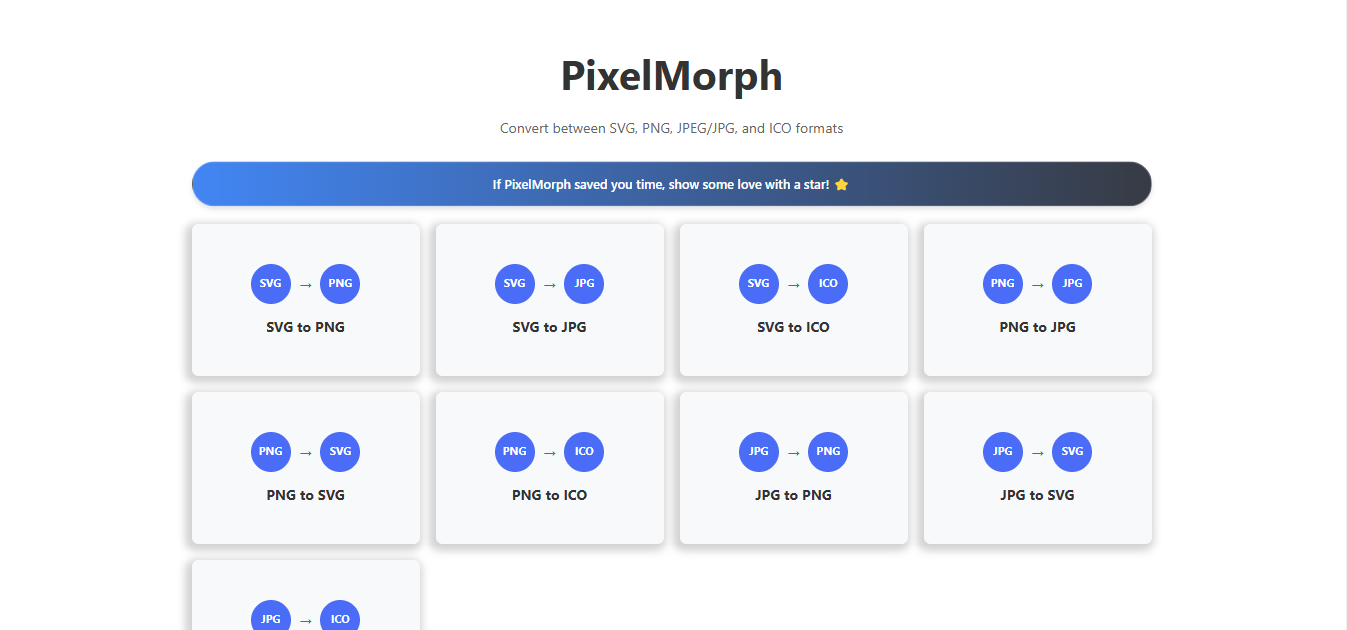 PixelMorph
Convert between SVG, PNG, JPEG/JPG, and ICO formats
If PixelMorph saved you time, show some love with a star! ⭐
SVG → PNG
SVG to PNG
SVG → JPG
SVG to JPG
SVG → ICO
SVG to ICO
PNG → JPG
PNG to JPG
PNG → SVG
PNG to SVG
PNG → ICO
PNG to ICO
JPG → PNG
JPG to PNG
JPG → SVG
JPG to SVG
JPG → ICO